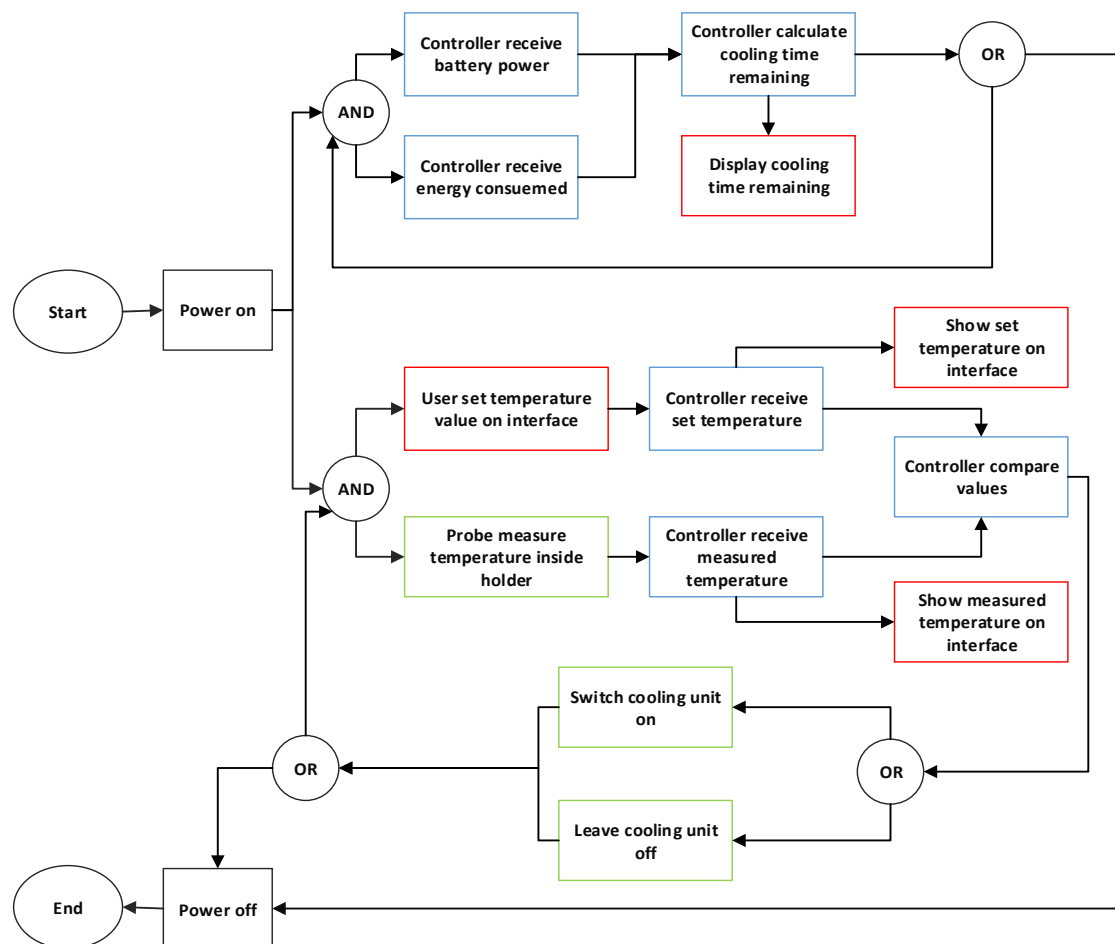 Controller receive
battery power
Controller calculate
cooling time
remaining
OR
AND
Controller receive
energy consuemed
Display cooling
time remaining
Start
Power on
Show set
temperature on
interface
User set temperature
value on interface
Controller receive
set temperature
AND
Controller compare
values
Probe measure
temperature inside
holder
Controller receive
measured
temperature
Show measured
temperature on
interface
Switch cooling unit
on
OR
OR
Leave cooling unit
off
End
Power off